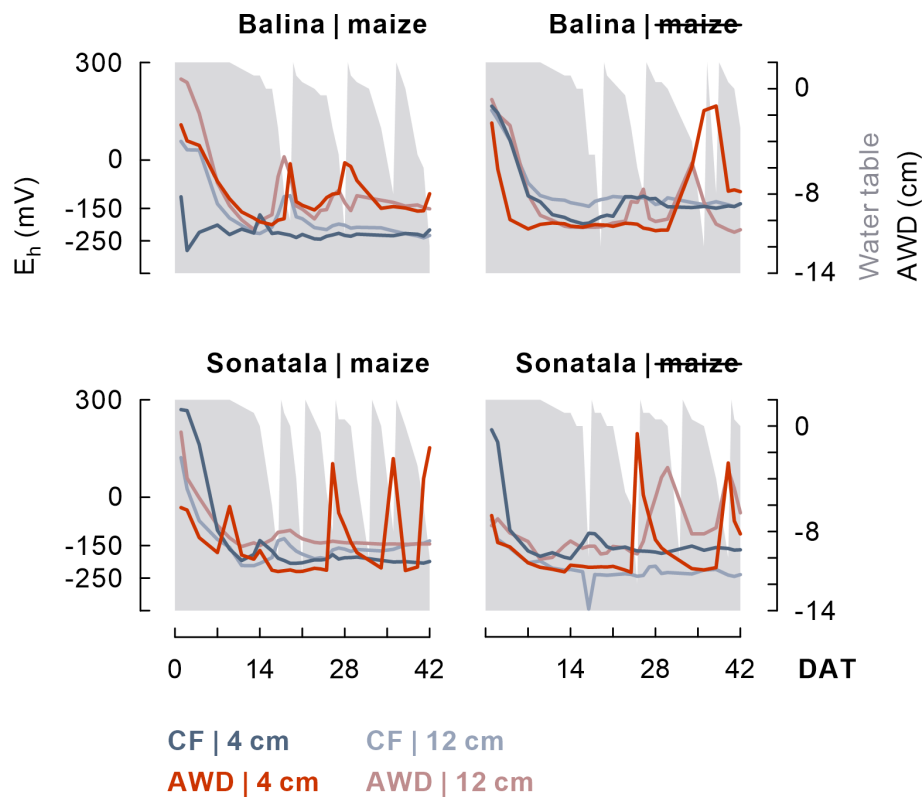 Balina | maize
Balina | maize
300
0
-150
-250
Eh (mV)
0
-8
-14
Water table
AWD (cm)
Sonatala | maize
Sonatala | maize
300
0
-150
-250
0
-8
-14
0 14 28 42
14 28 42
DAT
CF | 4 cm CF | 12 cm
AWD | 4 cm AWD | 12 cm